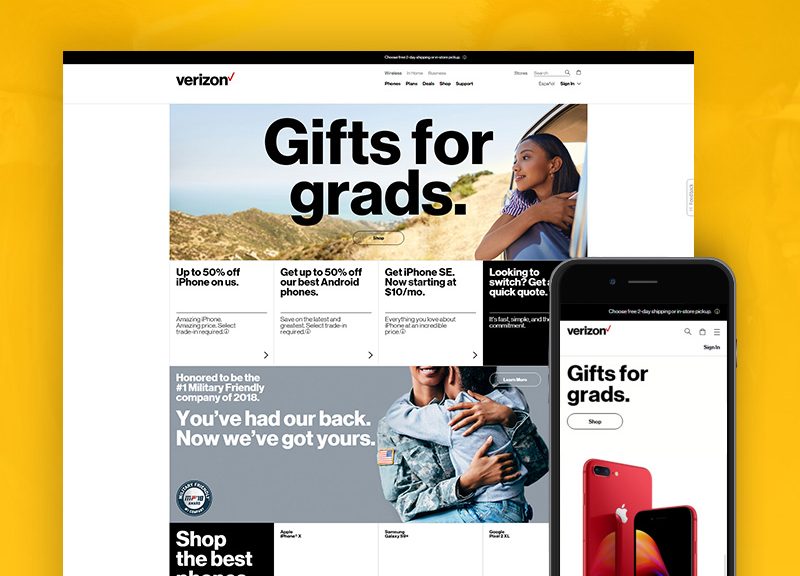 Choose free 2-day shipping or in-store pickup.
verizon
Wireless In Home Business
Stores Search
Phones Plans Deals Shop Support
Español Sign In
Gifts for
grads.
Shop
Feedback
Up to 50% off
iPhone on us.
Amazing iPhone.
Amazing price. Select
trade-in required.
Get up to 50% off
our best Android
phones.
Save on the latest and
greatest. Select trade-in
required.
Get iPhone SE.
Now starting at
$10/mo.
Everything you love about
iPhone at an incredible
price.
Looking to
switch? Get a
quick quote.
It's fast, simple, and the
commitment.
Honored to be the
#1 Military Friendly
company of 2018.
You've had our back.
Now we've got yours.
Learn More
MILITARY FRIENDLY
MF18
AWARD
Shop
the best
phones
Apple
iPhone® X
Samsung
Galaxy S9+
Google
Pixel 2 XL
Choose free 2-day shipping or in-store pickup.
verizon
Sign In
Gifts for
grads.
Shop